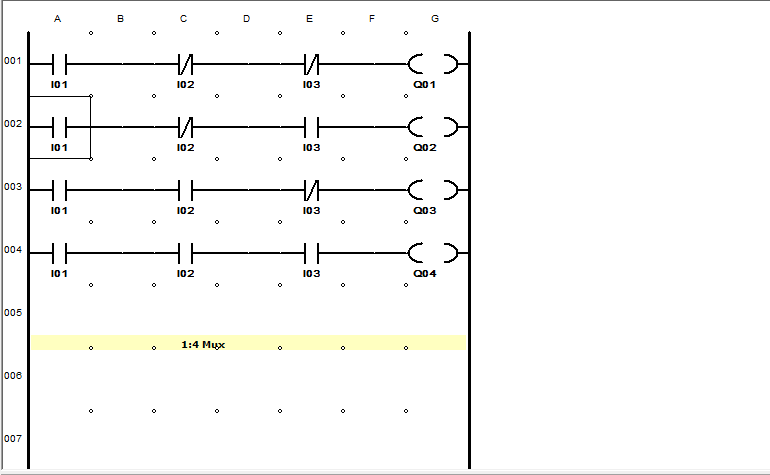 A B C D E F G
001
I01 I02 I03 Q01
002
I01 I02 I03 Q02
003
I01 I02 I03 Q03
004
I01 I02 I03 Q04
005
1:4 Mux
006
007